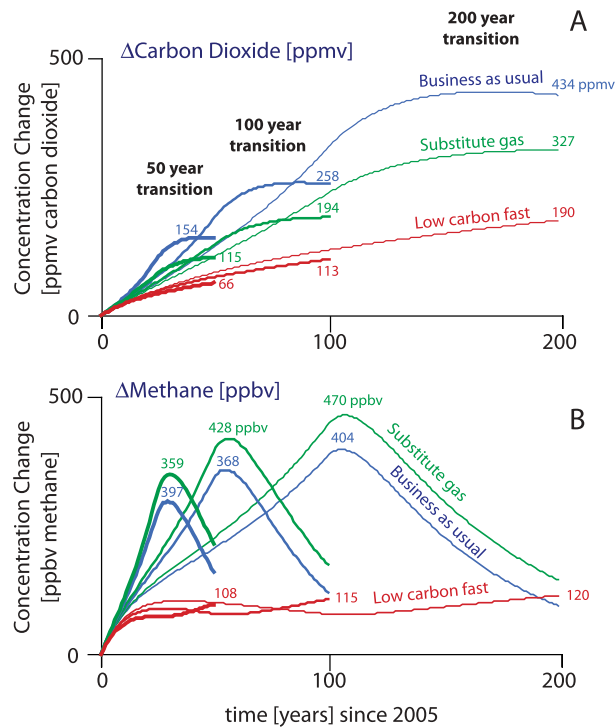 A
200 year
transition
ΔCarbon Dioxide [ppmv]
500
Business as usual
434 ppmv
100 year
transition
Substitute gas
327
50 year
transition
258
194
154
115
Low carbon fast
190
113
66
Concentration Change
[ppmv carbon dioxide]
0
0
100
200
500
ΔMethane [ppbv]
B
470 ppbv
428 ppbv
404
359
368
397
Substitute gas
Business as usual
108
115
Low carbon fast
120
Concentration Change
[ppbv methane]
0
0
100
200
time [years] since 2005